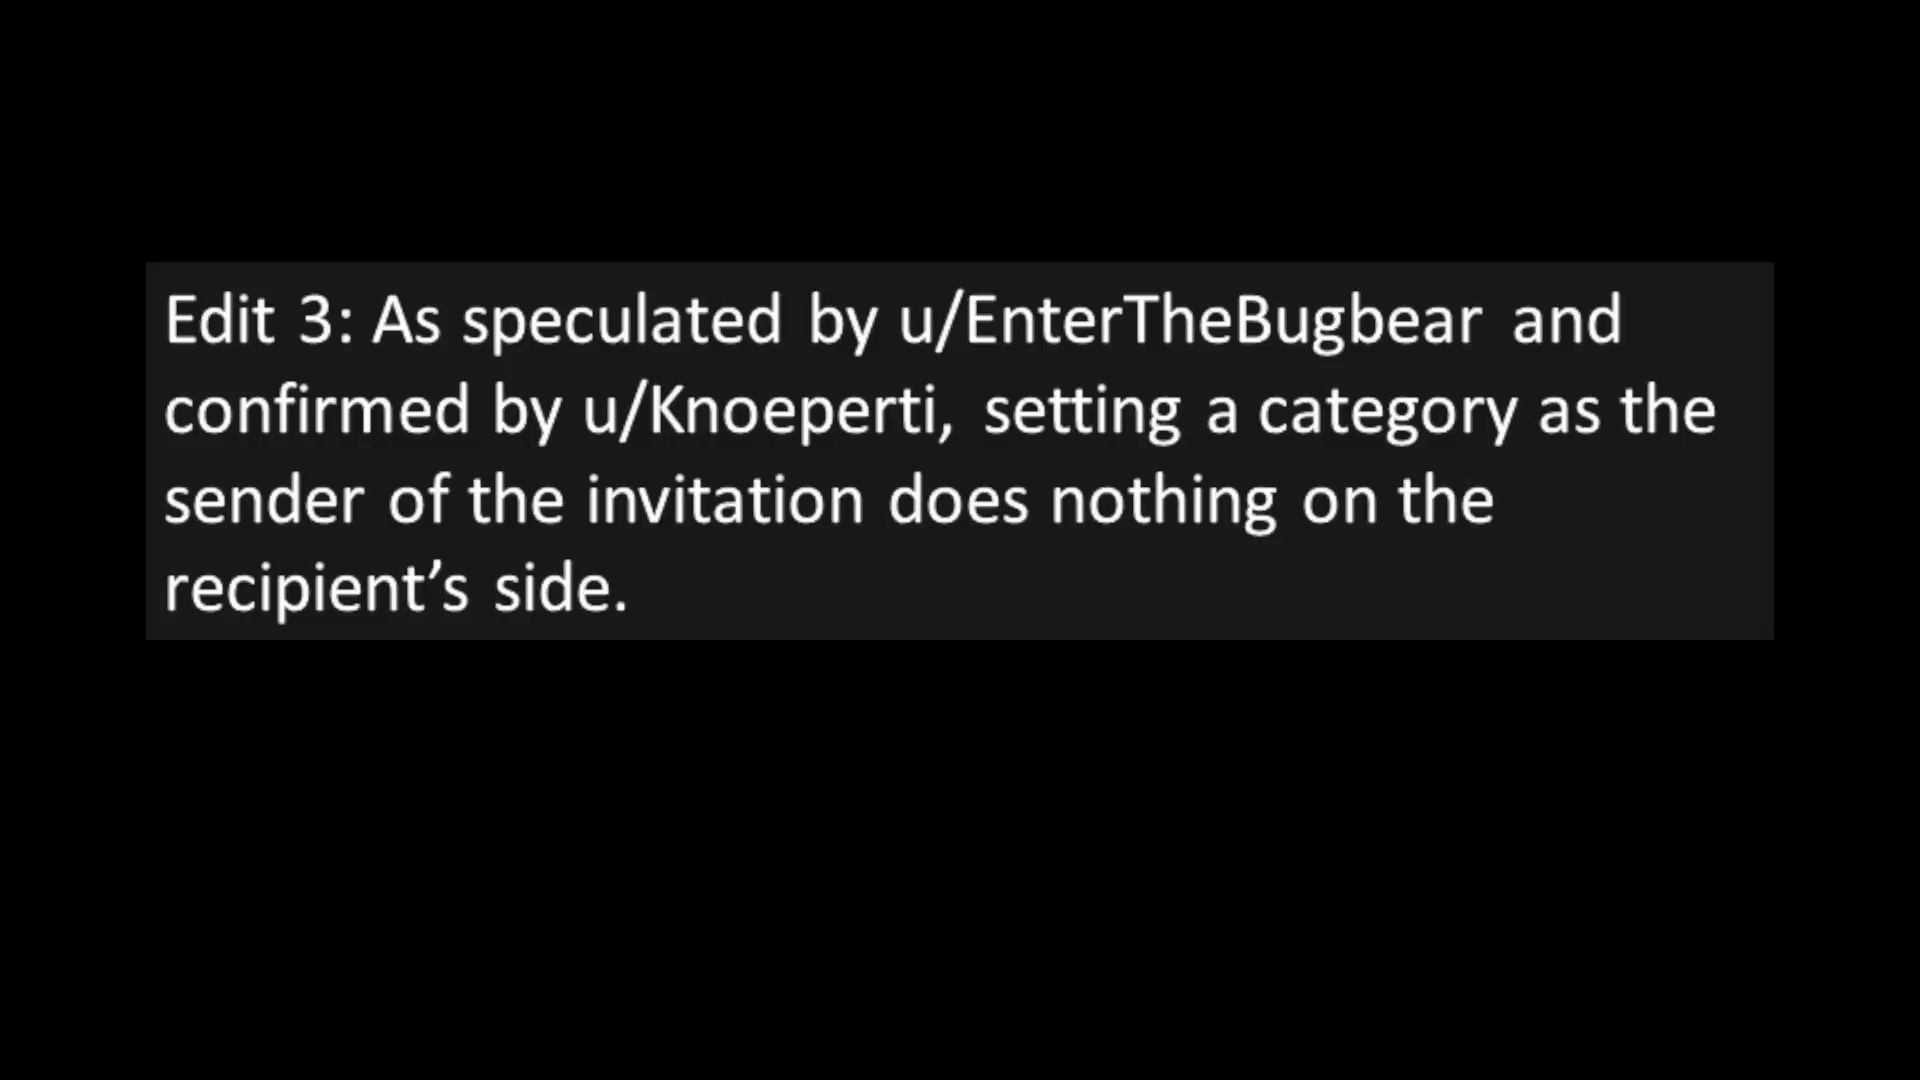 Edit 3: As speculated by u/EnterTheBugbear and
confirmed by u/Knoeperti, setting a category as the
sender of the invitation does nothing on the
recipient’s side.